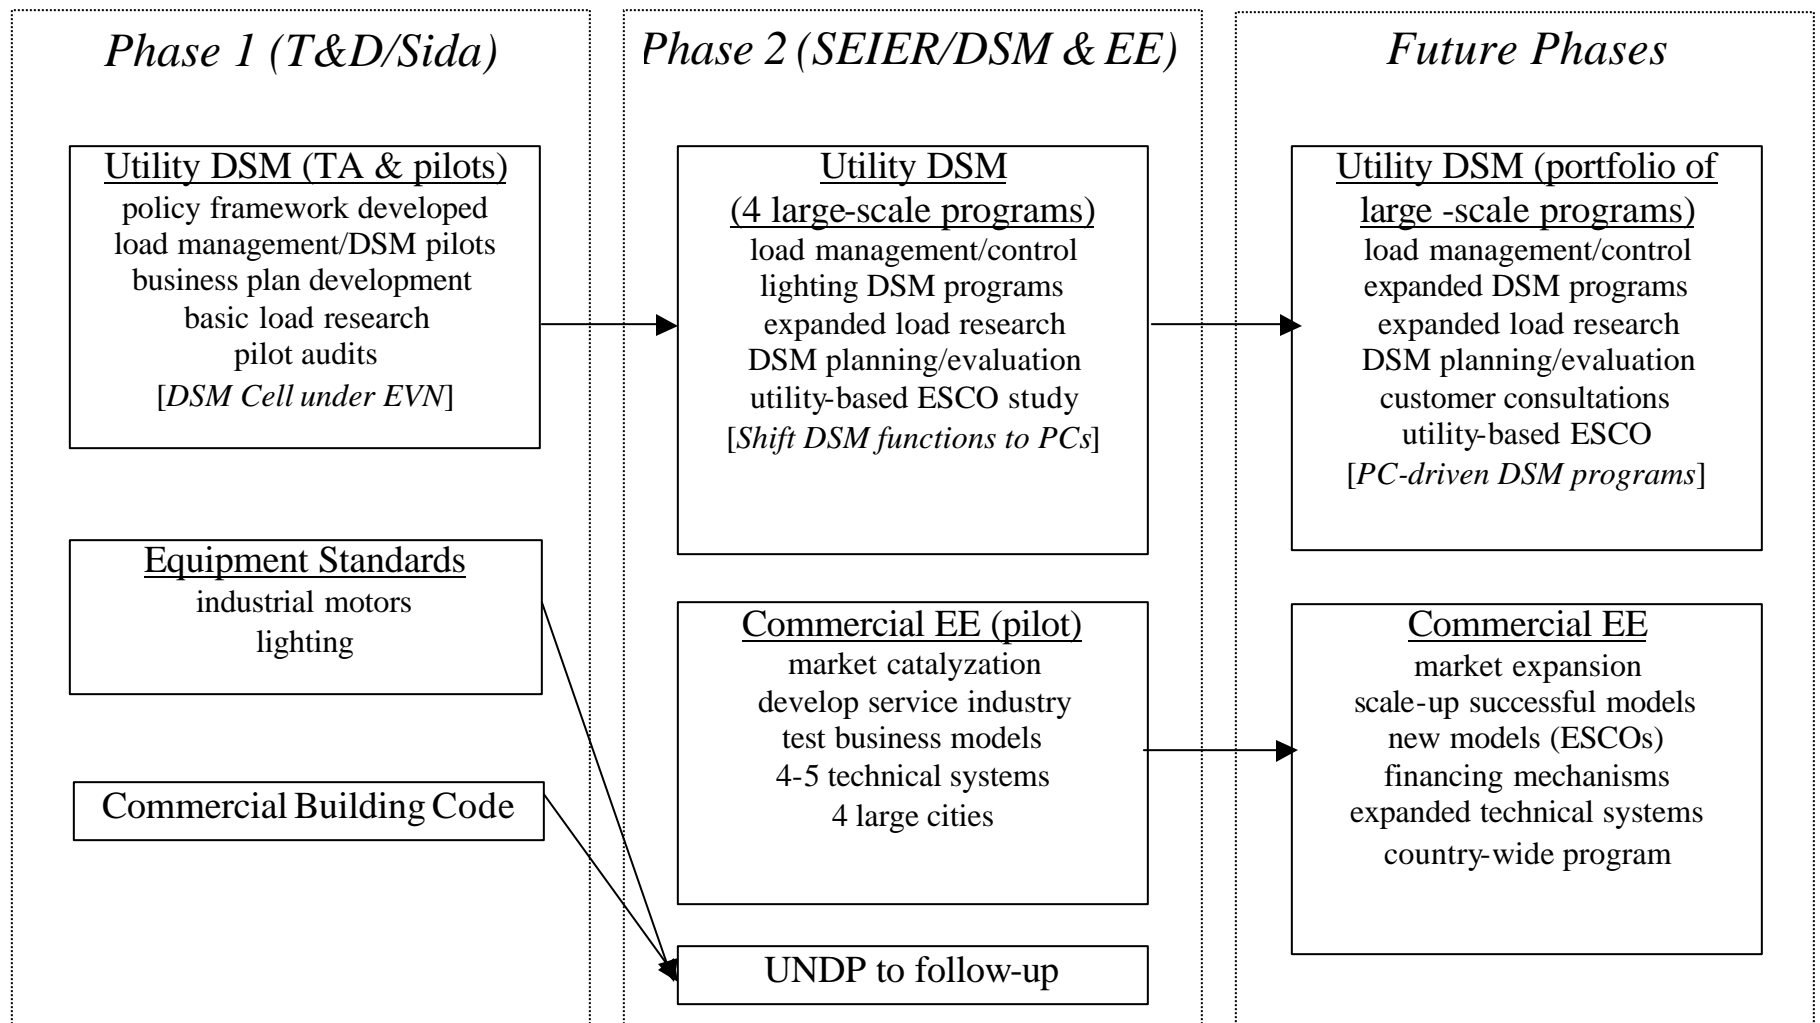 Phase 1 (T&D/Sida)
Utility DSM (TA & pilots)
policy framework developed
load management/DSM pilots
business plan development
basic load research
pilot audits
[DSM Cell under EVN]
Equipment Standards
industrial motors
lighting
Commercial Building Code
Phase 2 (SEIER/DSM & EE)
Utility DSM
(4 large-scale programs)
load management/control
lighting DSM programs
expanded load research
DSM planning/evaluation
utility-based ESCO study
[Shift DSM functions to PCs]
Commercial EE (pilot)
market catalyzation
develop service industry
test business models
4-5 technical systems
4 large cities
UNDP to follow-up
Future Phases
Utility DSM (portfolio of
large -scale programs)
load management/control
expanded DSM programs
expanded load research
DSM planning/evaluation
customer consultations
utility-based ESCO
[PC-driven DSM programs]
Commercial EE
market expansion
scale-up successful models
new models (ESCOs)
financing mechanisms
expanded technical systems
country-wide program